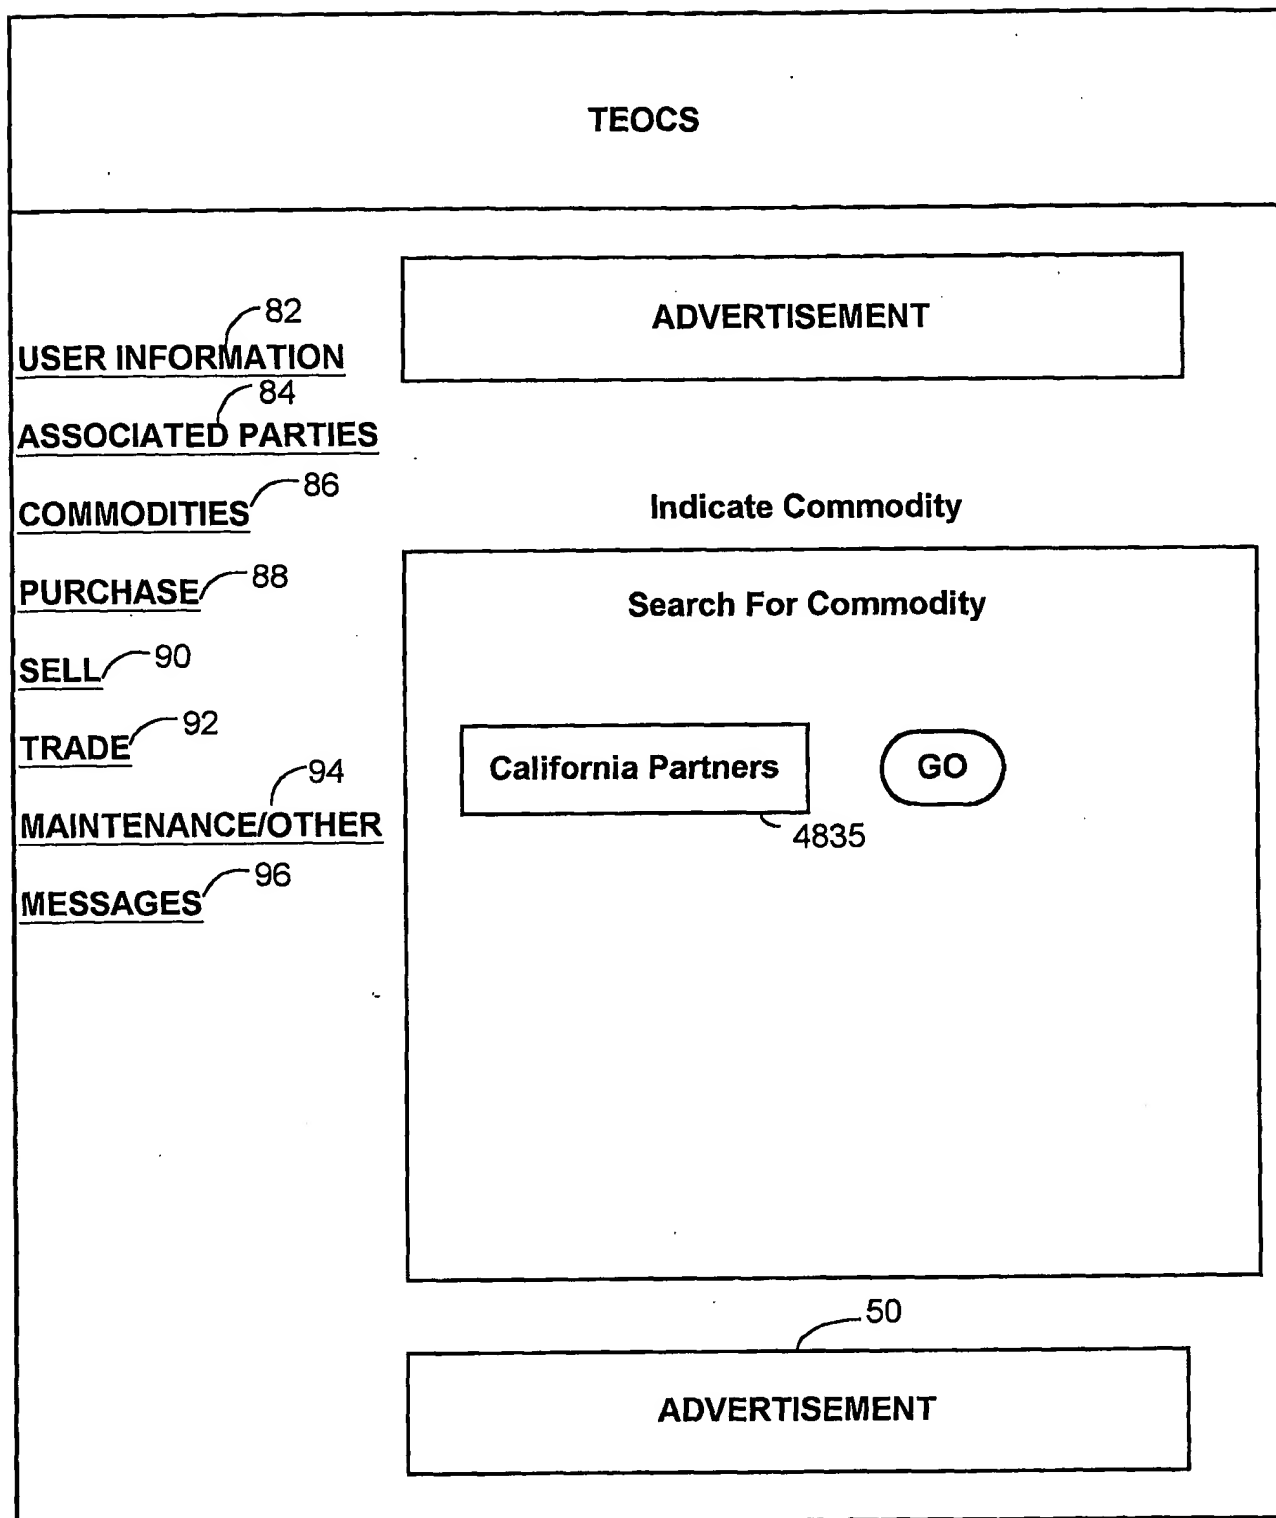 TEOCS
ADVERTISEMENT
82
USER INFORMATION
84
ASSOCIATED PARTIES
86
COMMODITIES
88
PURCHASE
90
SELL
92
TRADE
94
MAINTENANCE/OTHER
96
MESSAGES
Indicate Commodity
Search For Commodity
California Partners
GO
4835
50
ADVERTISEMENT